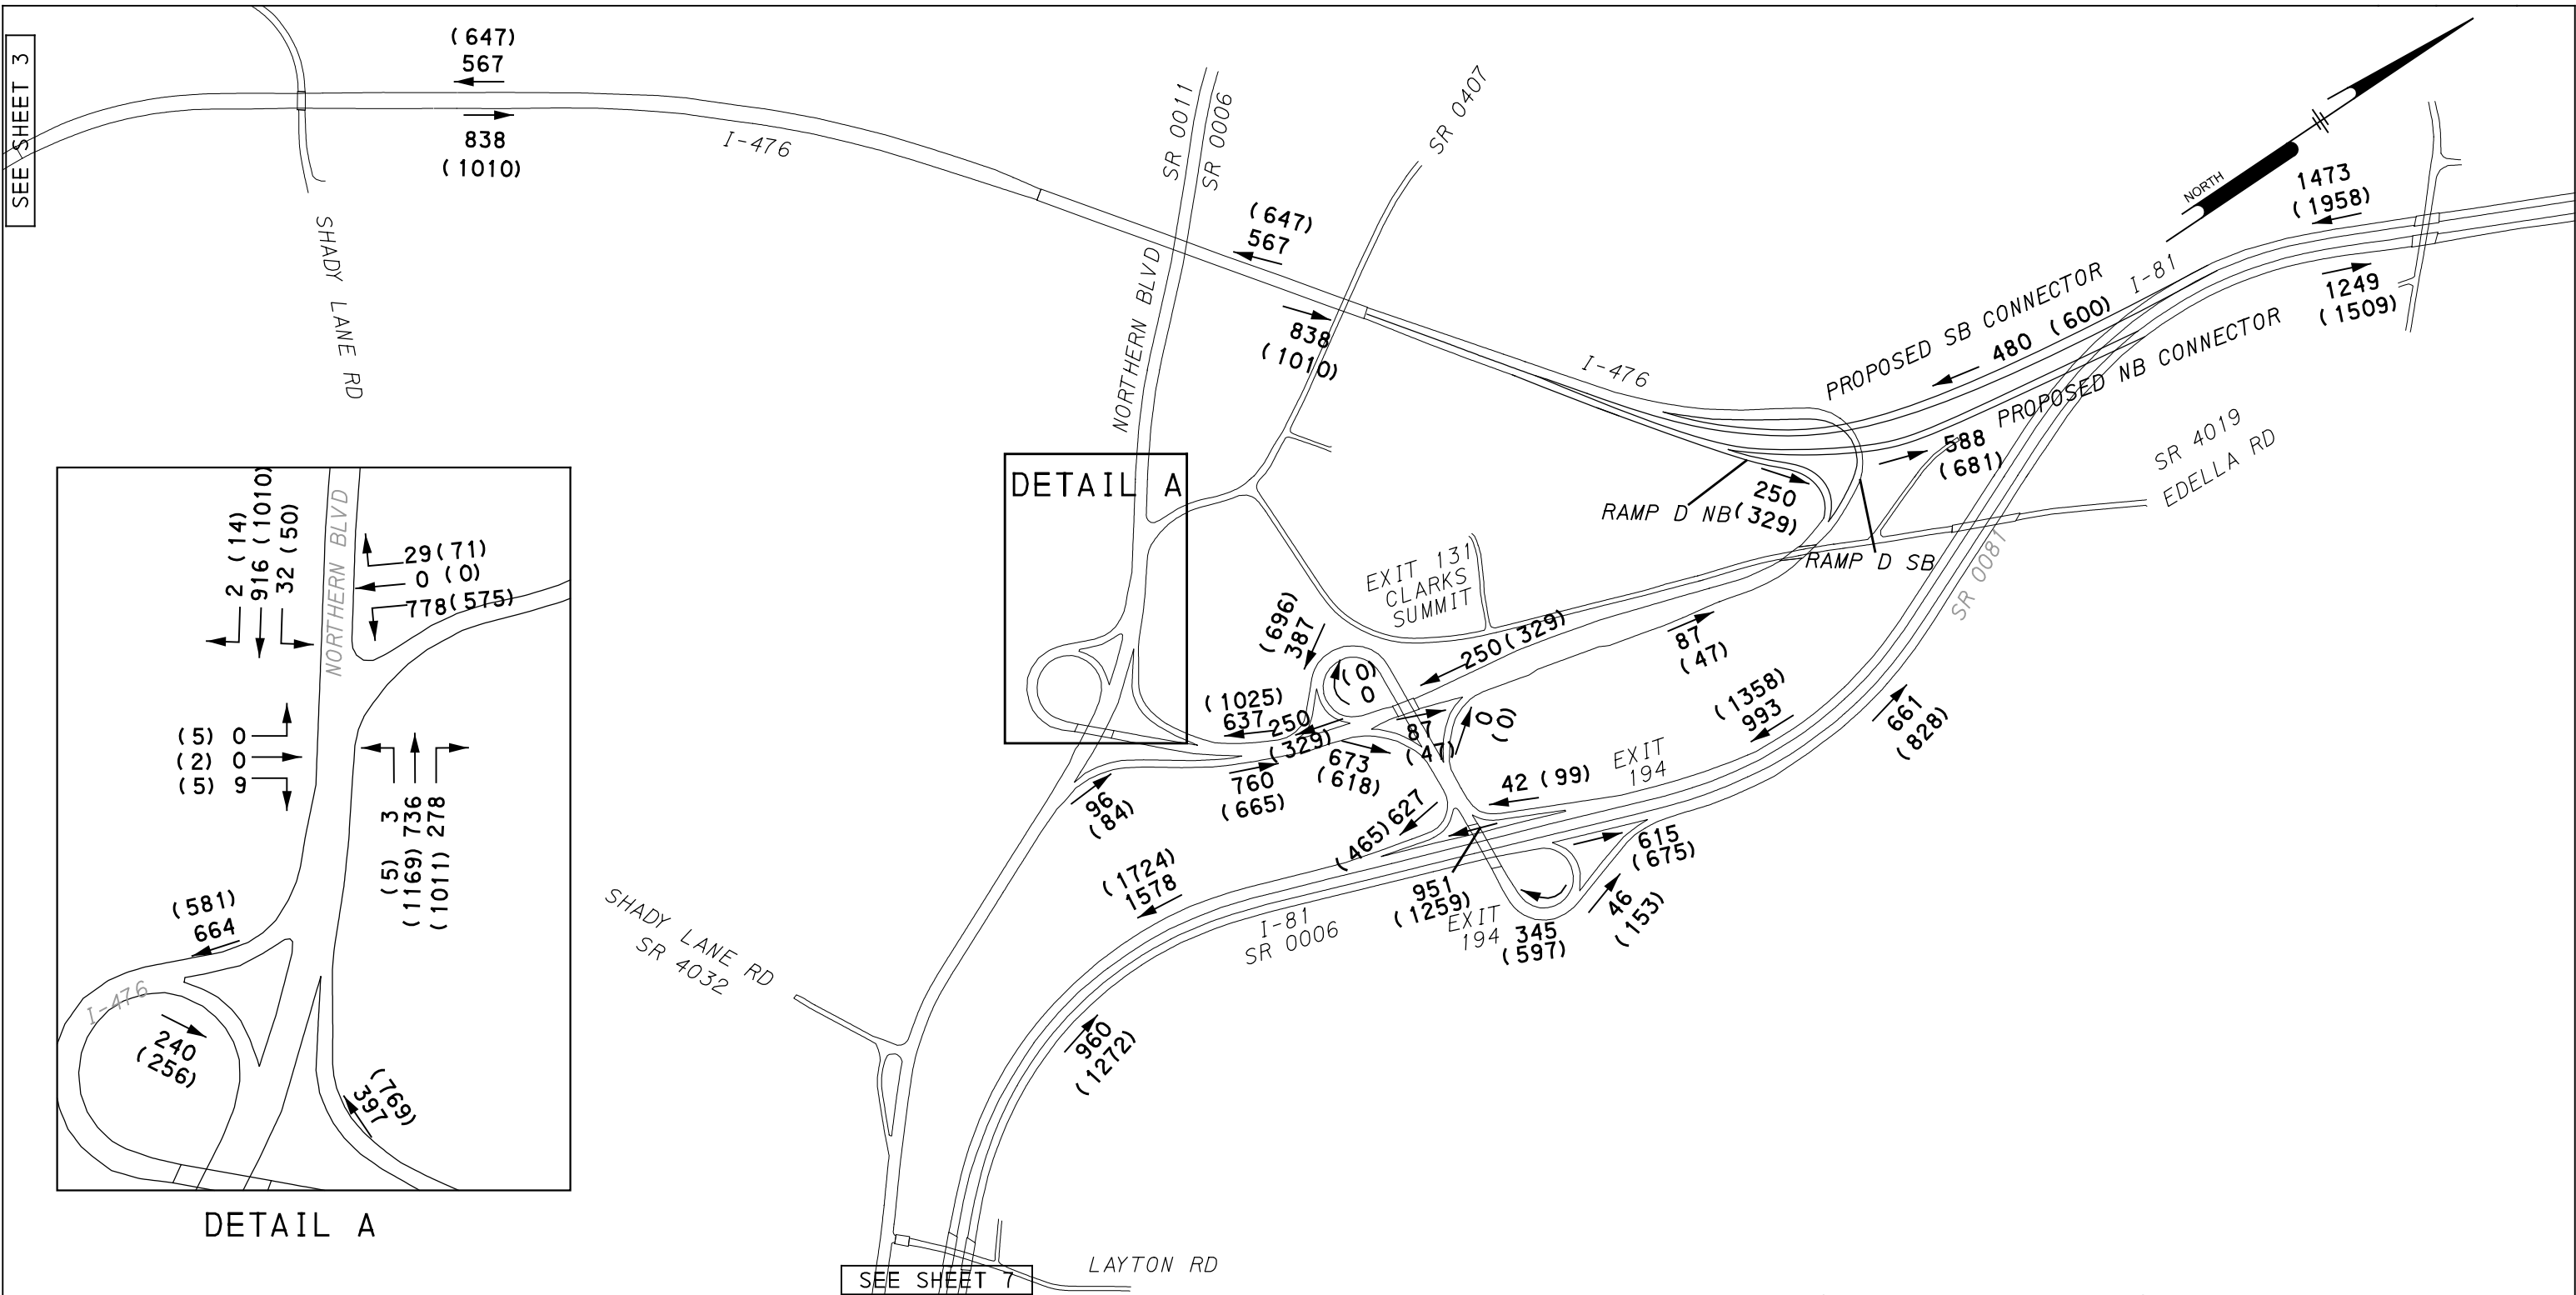 SEE SHEET 3
(647)
567
838
(1010)
I-476
SHADY LANE RD
SR 0011
SR 0006
NORTHERN BLVD
SR 0407
(647)
567
838
(1010)
I-476
NORTH
1473
(1958)
I-81
1249
(1509)
PROPOSED SB CONNECTOR
480 (600)
PROPOSED NB CONNECTOR
588
(681)
SR 4019
EDELLA RD
250
(329)
RAMP D NB
RAMP D SB
SR 0081
DETAIL A
EXIT 131
CLARKS
SUMMIT
(696)
387
(0)
0
250(329)
87
(47)
(1025)
637
250
(329)
87
(47)
0
(0)
673
(618)
760
(665)
96
(84)
(1358)
993
661
(828)
42 (99)
EXIT
194
(465) 627
615
(675)
951
(1259)
EXIT
194
345
(597)
46
(153)
(1724)
1578
I-81
SR 0006
960
(1272)
SHADY LANE RD
SR 4032
LAYTON RD
SEE SHEET 7
2 (14)
916 (1010)
32 (50)
NORTHERN BLVD
29(71)
0 (0)
778(575)
(5) 0
(2) 0
(5) 9
(5) 3
(1169) 736
(1011) 278
(581)
664
I-476
240
(256)
(769)
397
DETAIL A